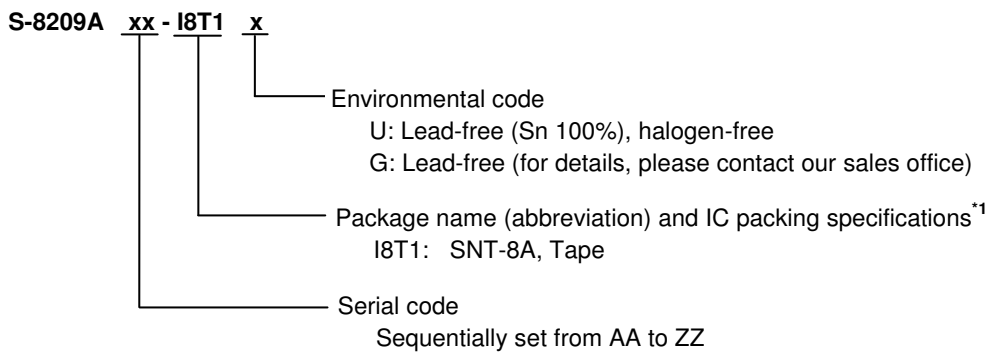 S-8209A xx - I8T1 x
Environmental code
U: Lead-free (Sn 100%), halogen-free
G: Lead-free (for details, please contact our sales office)
Package name (abbreviation) and IC packing specifications*1
I8T1: SNT-8A, Tape
Serial code
Sequentially set from AA to ZZ